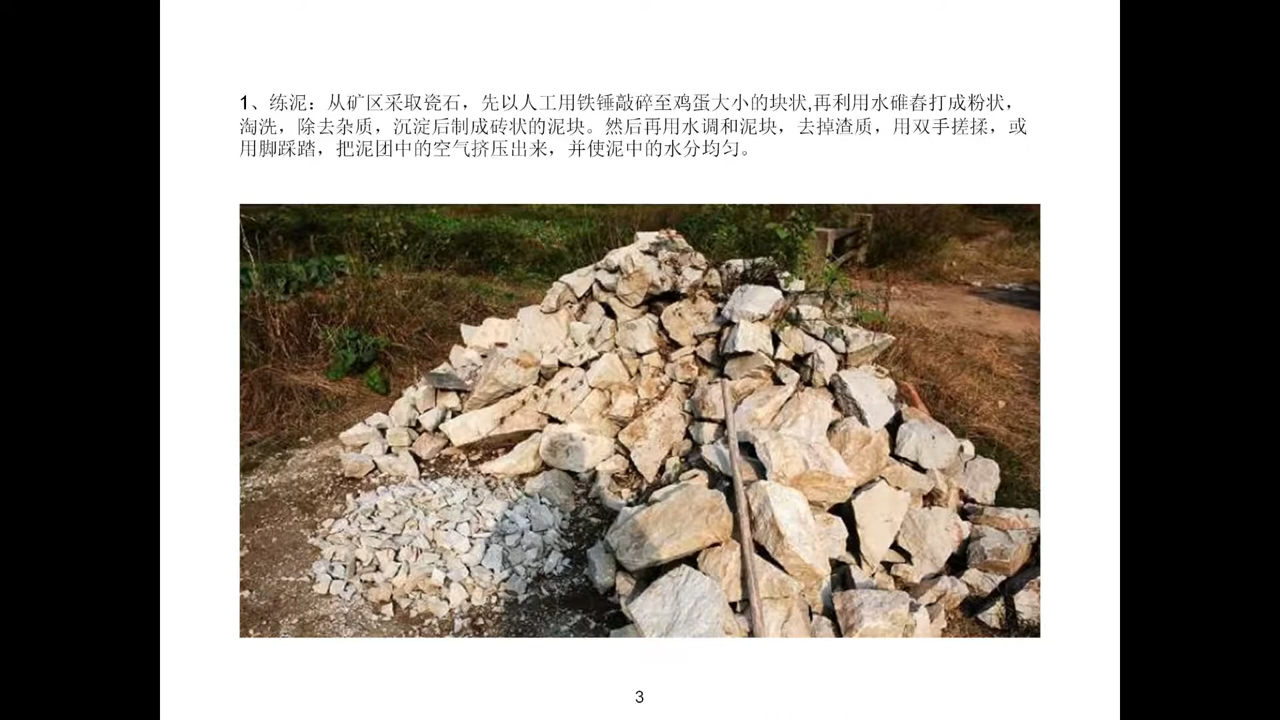 1、练泥：从矿区采取瓷石，先以人工用铁锤敲碎至鸡蛋大小的块状,再利用水碓舂打成粉状，
淘洗，除去杂质，沉淀后制成砖状的泥块。然后再用水调和泥块，去掉渣质，用双手搓揉，或
用脚踩踏，把泥团中的空气挤压出来，并使泥中的水分均匀。
3